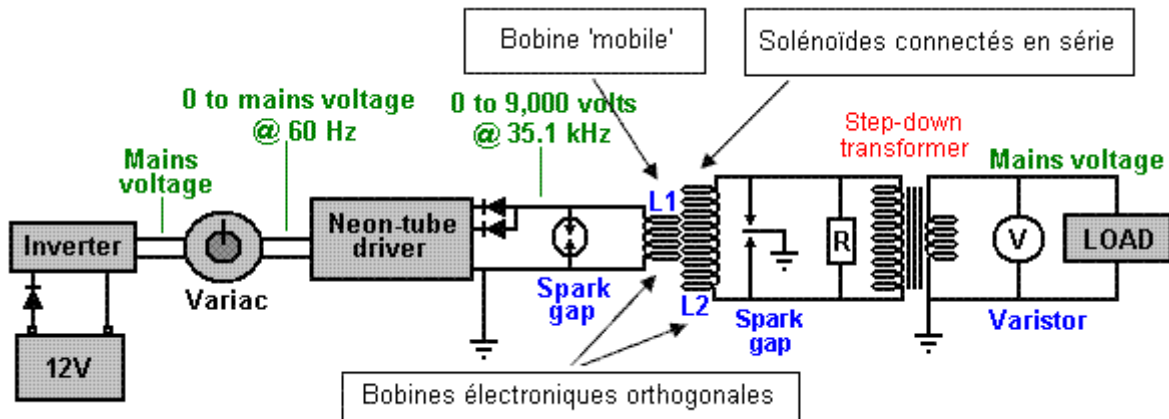 Bobine 'mobile'
Solénoïdes connectés en série
0 to mains voltage
@ 60 Hz
0 to 9,000 volts
@ 35.1 kHz
Step-down
transformer
Mains
voltage
Mains voltage
L1
Inverter
Neon-tube
driver
R
V
LOAD
Variac
Spark
gap
L2
Spark
gap
Varistor
12V
Bobines électroniques orthogonales